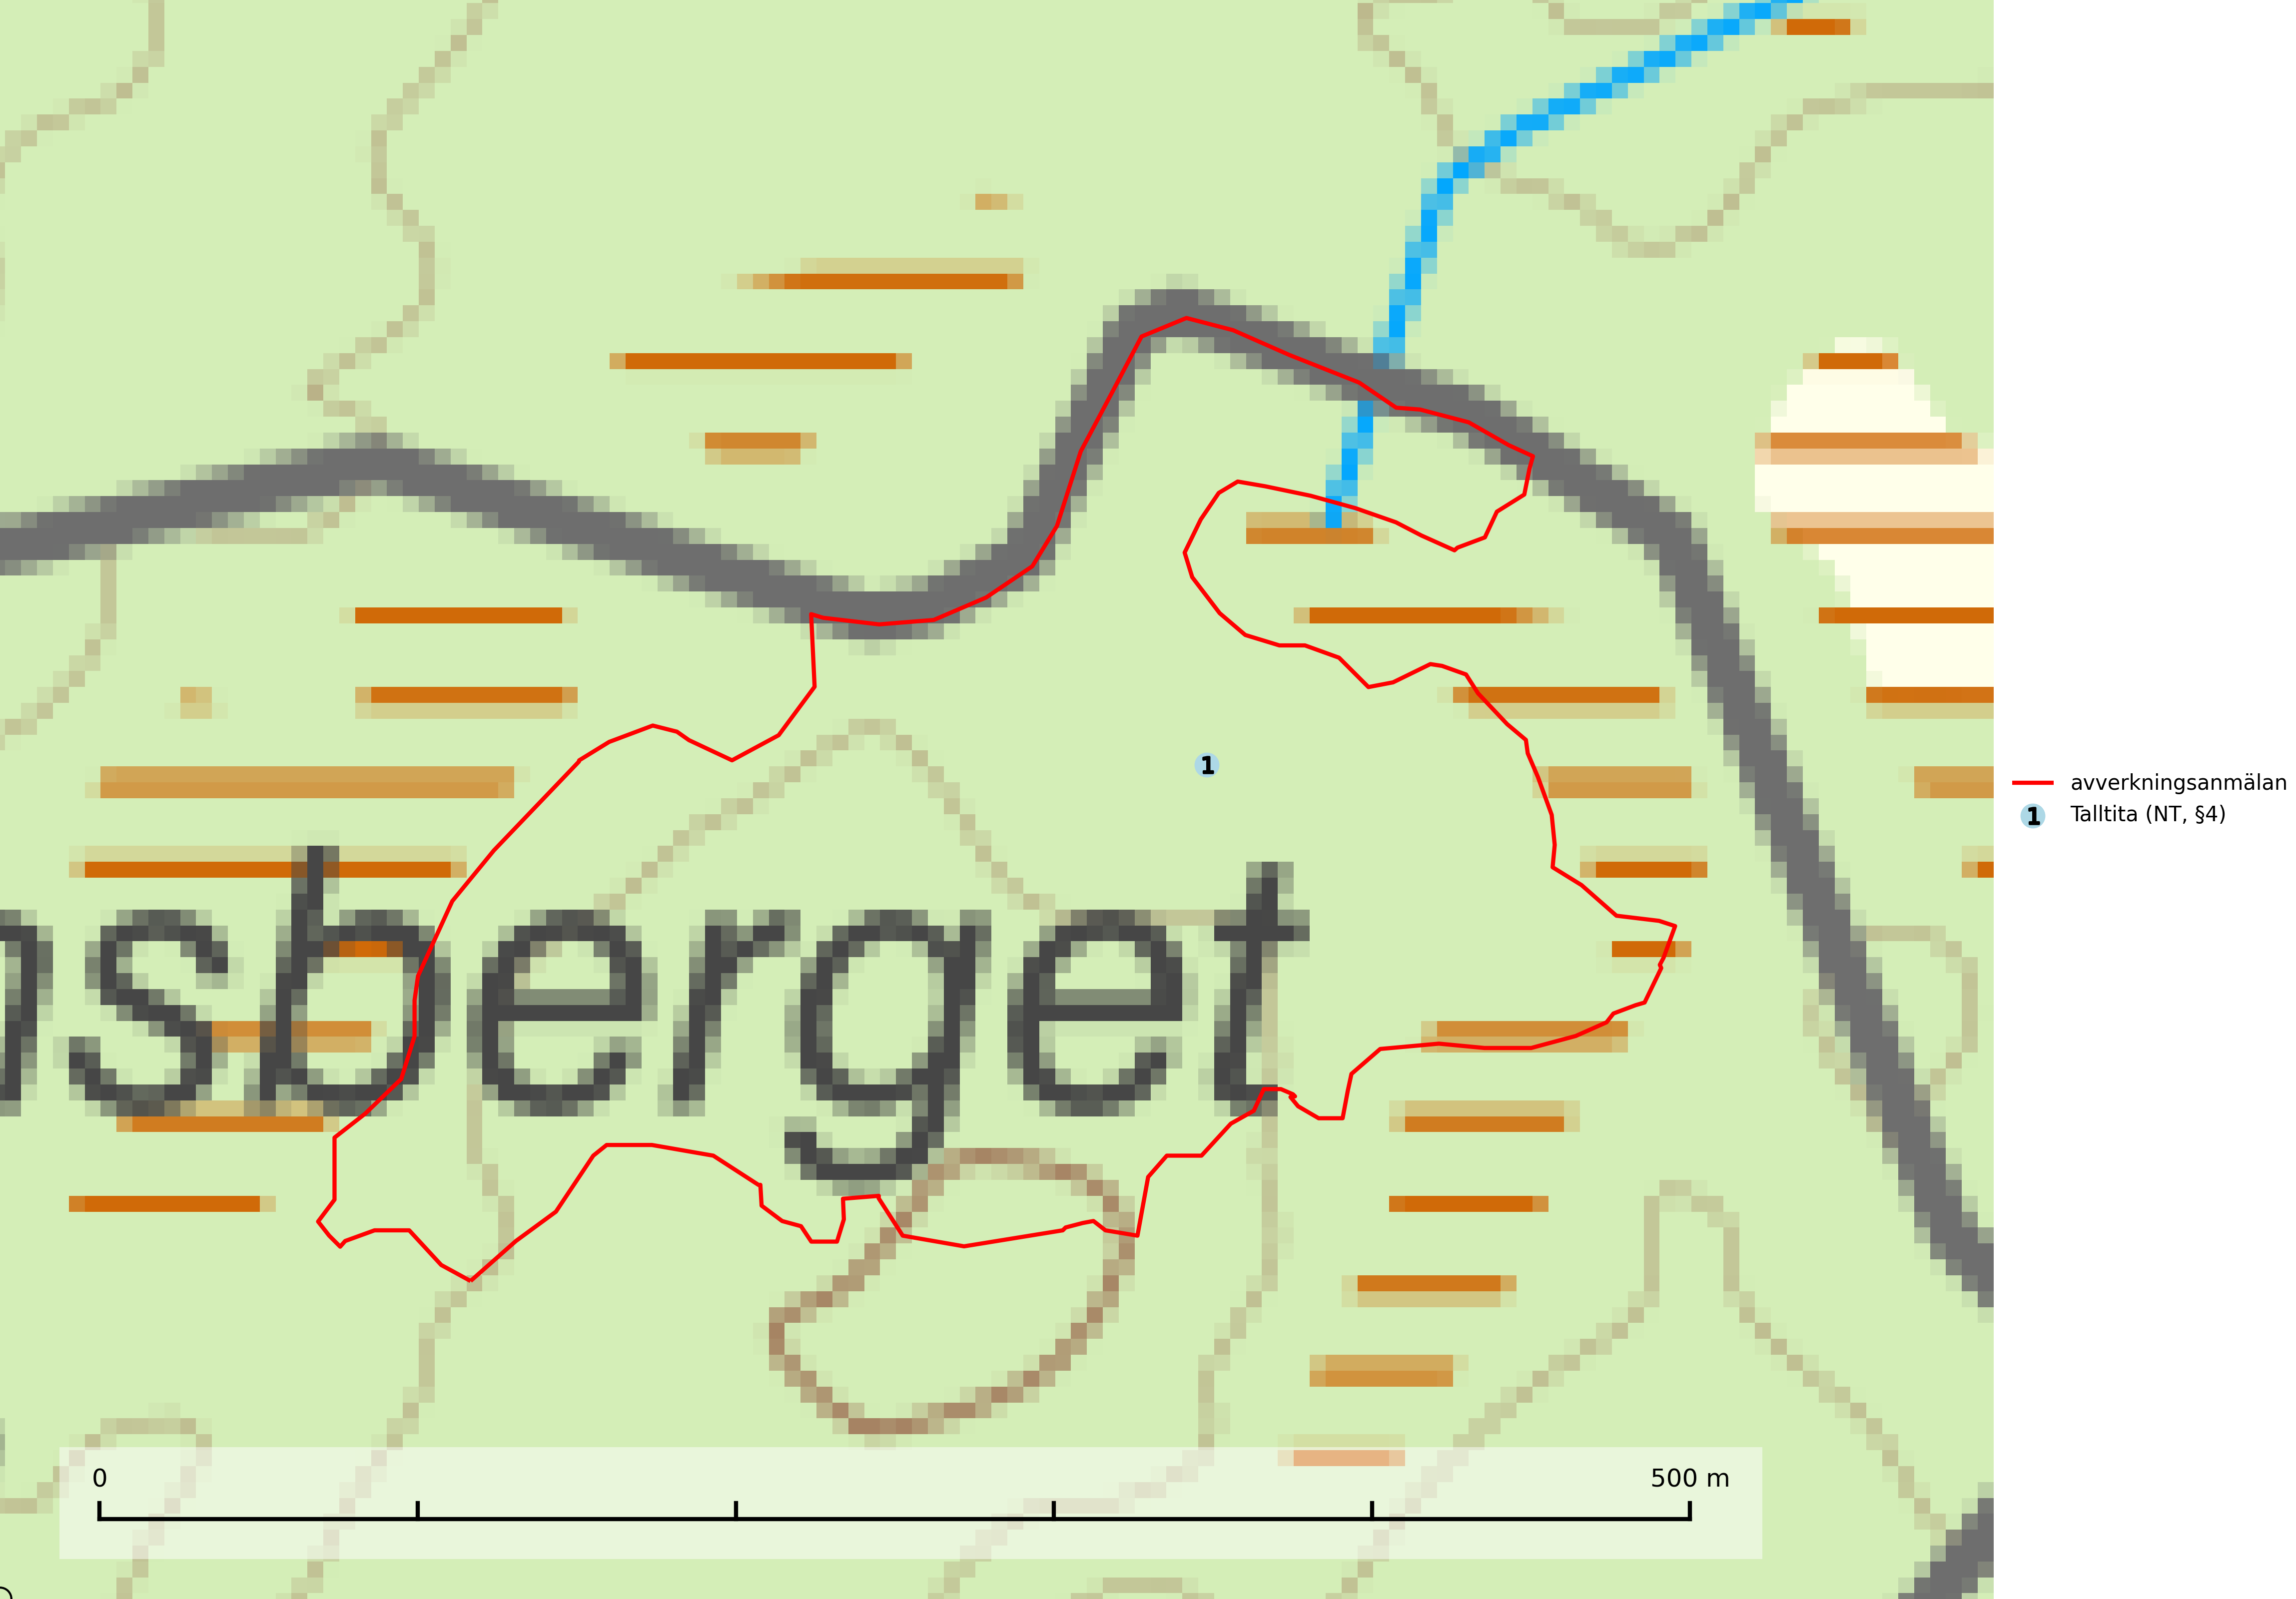 1
avverkningsanmälan
1 Talltita (NT, §4)
sberget
0 500 m